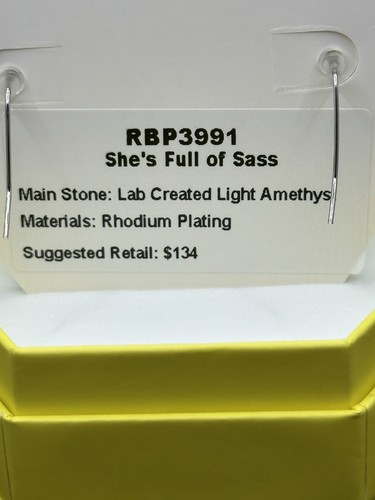 RBP3991
She's Full of Sass
Main Stone: Lab Created Light Amethys
Materials: Rhodium Plating
Suggested Retail: $134